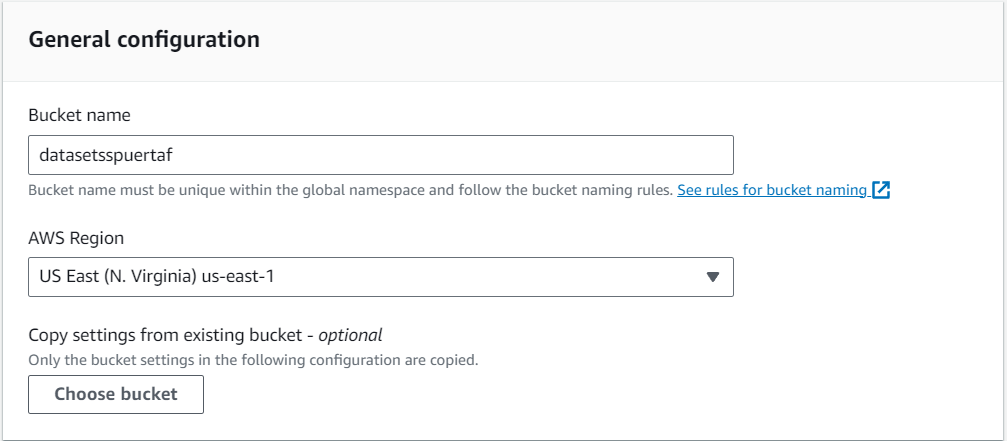 General configuration
Bucket name
datasetsspuertaf
Bucket name must be unique within the global namespace and follow the bucket naming rules. See rules for bucket naming
AWS Region
US East (N. Virginia) us-east-1
Copy settings from existing bucket - optional
Only the bucket settings in the following configuration are copied.
Choose bucket